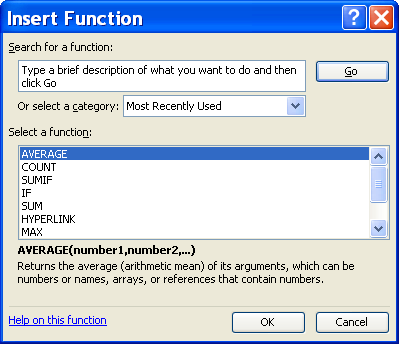 Insert Function
Search for a function:
Type a brief description of what you want to do and then
click Go
Go
Or select a category: Most Recently Used
Select a function:
AVERAGE
COUNT
SUMIF
IF
SUM
HYPERLINK
MAX
AVERAGE(number1,number2,...)
Returns the average (arithmetic mean) of its arguments, which can be
numbers or names, arrays, or references that contain numbers.
Help on this function
OK Cancel